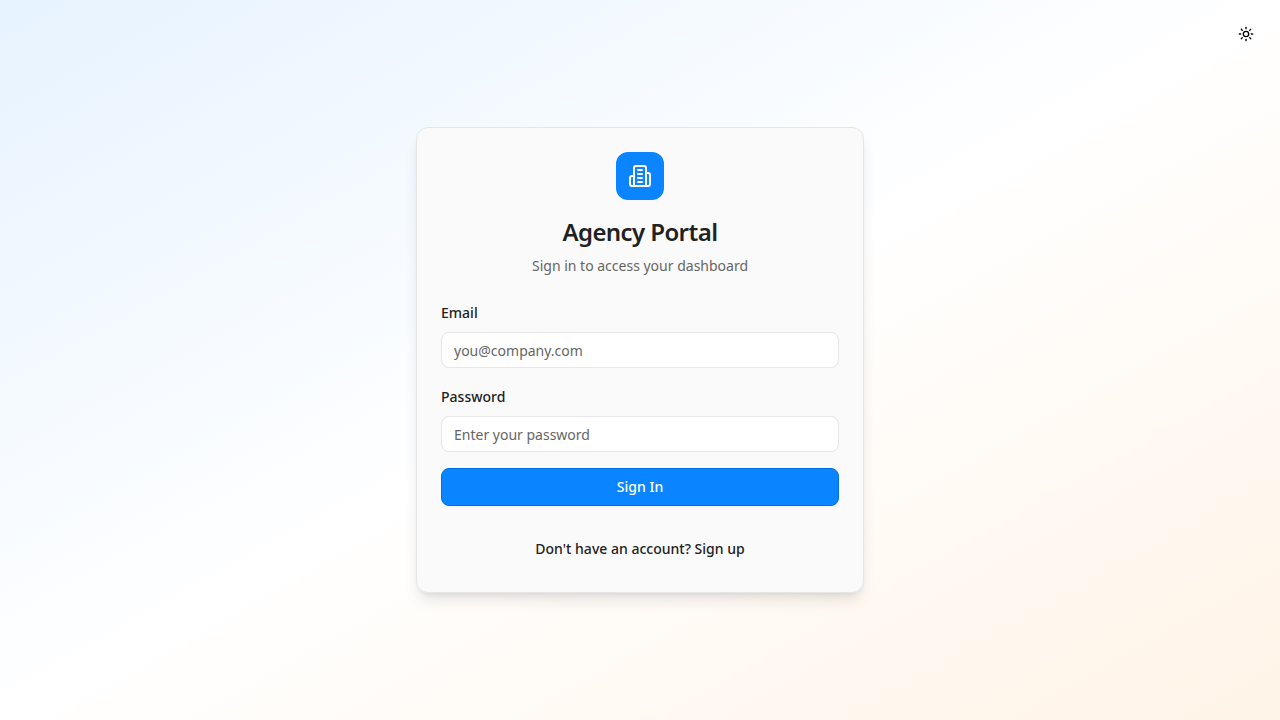 Agency Portal
Sign in to access your dashboard
Email
you@company.com
Password
Enter your password
Sign In
Don't have an account? Sign up